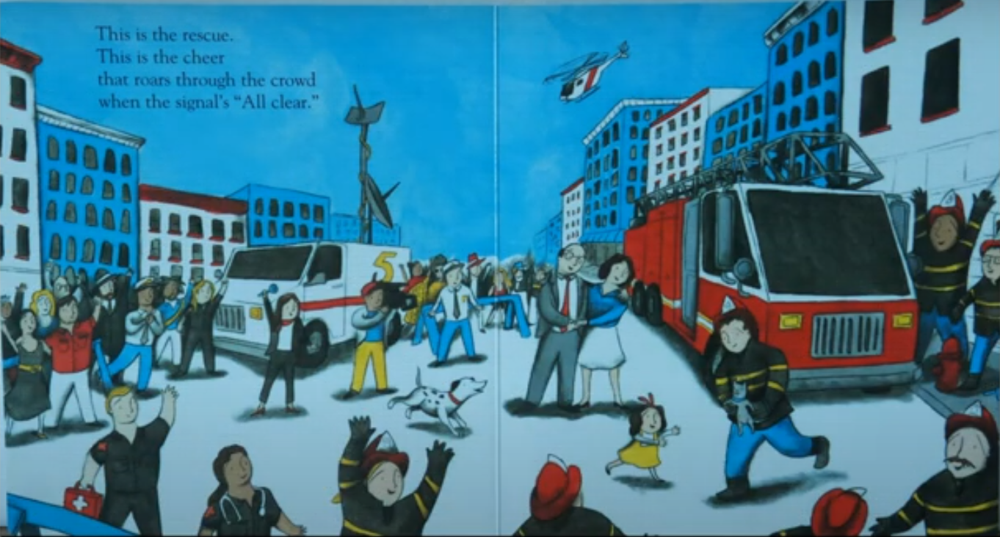 This is the rescue.
This is the cheer
that roars through the crowd
when the signal's “All clear.”
5